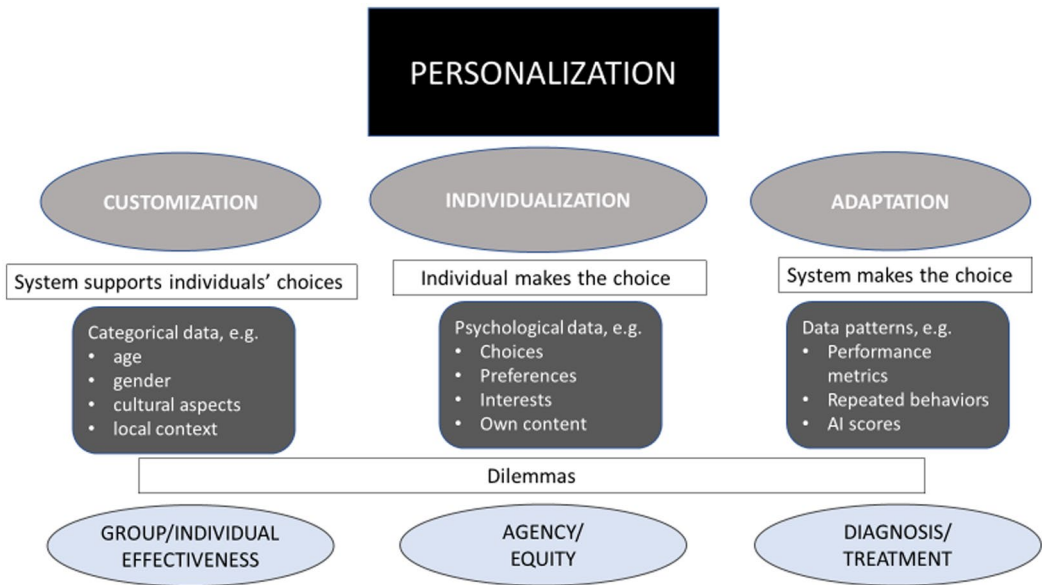 PERSONALIZATION
CUSTOMIZATION
INDIVIDUALIZATION
ADAPTATION
System supports individuals’ choices
Individual makes the choice
System makes the choice
Categorical data, e.g.
• age
• gender
• cultural aspects
• local context
Psychological data, e.g.
• Choices
• Preferences
• Interests
• Own content
Data patterns, e.g.
• Performance
metrics
• Repeated behaviors
• AI scores
Dilemmas
GROUP/INDIVIDUAL
EFFECTIVENESS
AGENCY/
EQUITY
DIAGNOSIS/
TREATMENT